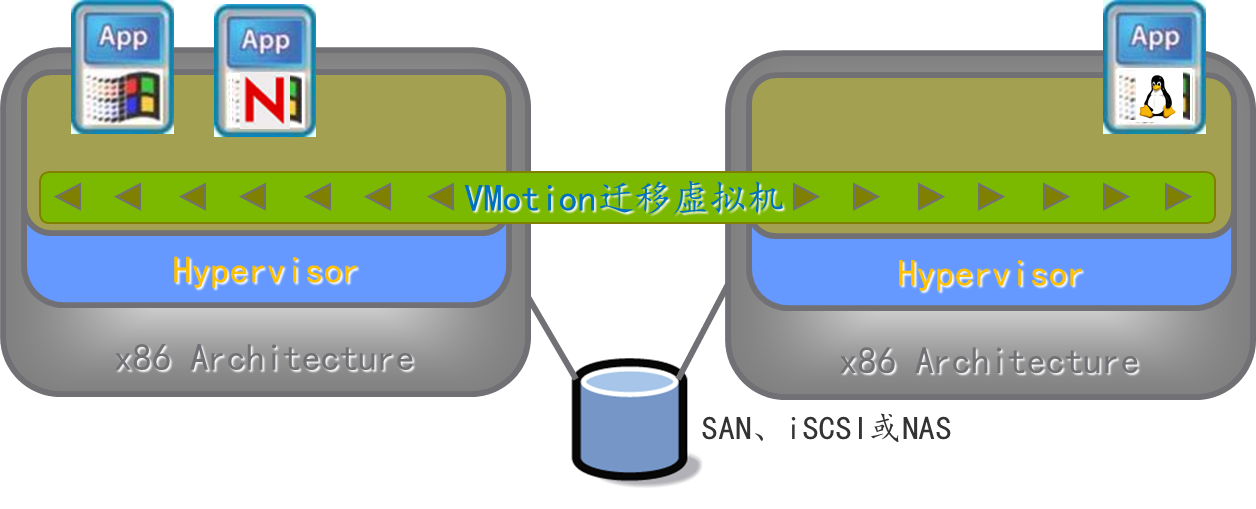 App
App
App
VMotion迁移虚拟机
Hypervisor
Hypervisor
x86 Architecture
x86 Architecture
SAN、iSCSI或NAS